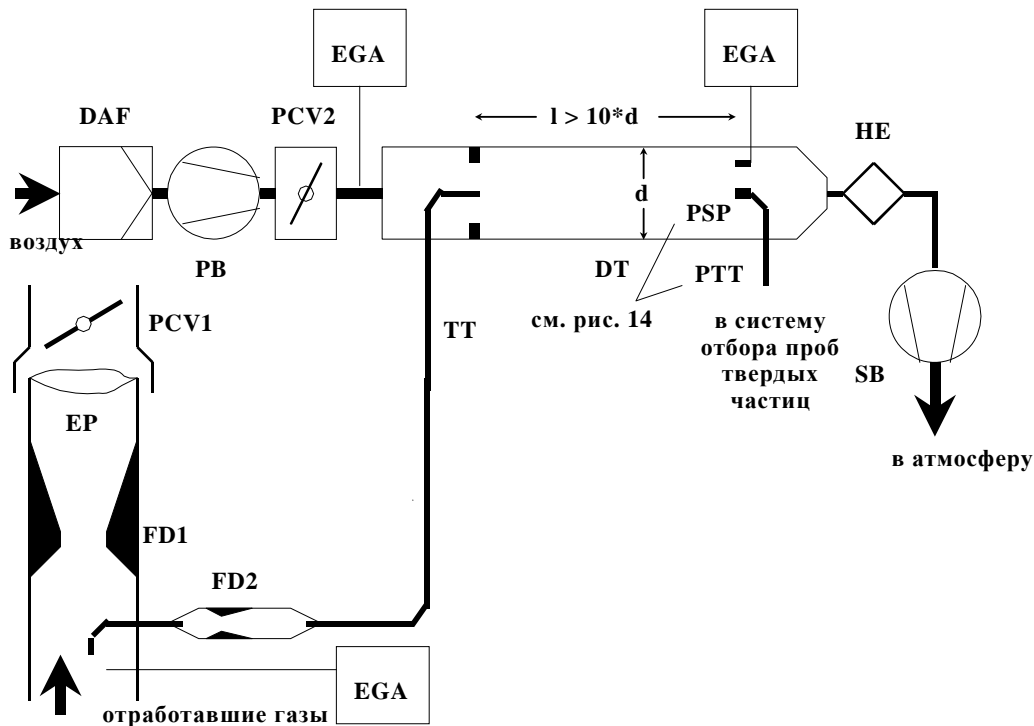 EGA
EGA
DAF
PCV2
l > 10*d
HE
воздух
PB
d
PSP
DT
PTT
PCV1
TT
см. рис. 14
в систему
отбора проб
твердых
частиц
SB
EP
в атмосферу
FD1
FD2
EGA
отработавшие газы